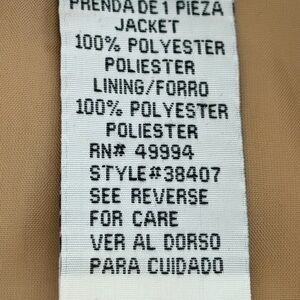 PRENDA DE 1 PIEZA
JACKET
100% POLYESTER
POLIESTER
LINING/FORRO
100% POLYESTER
POLIESTER
RN# 49994
STYLE#38407
SEE REVERSE
FOR CARE
VER AL DORSO
PARA CUIDADO